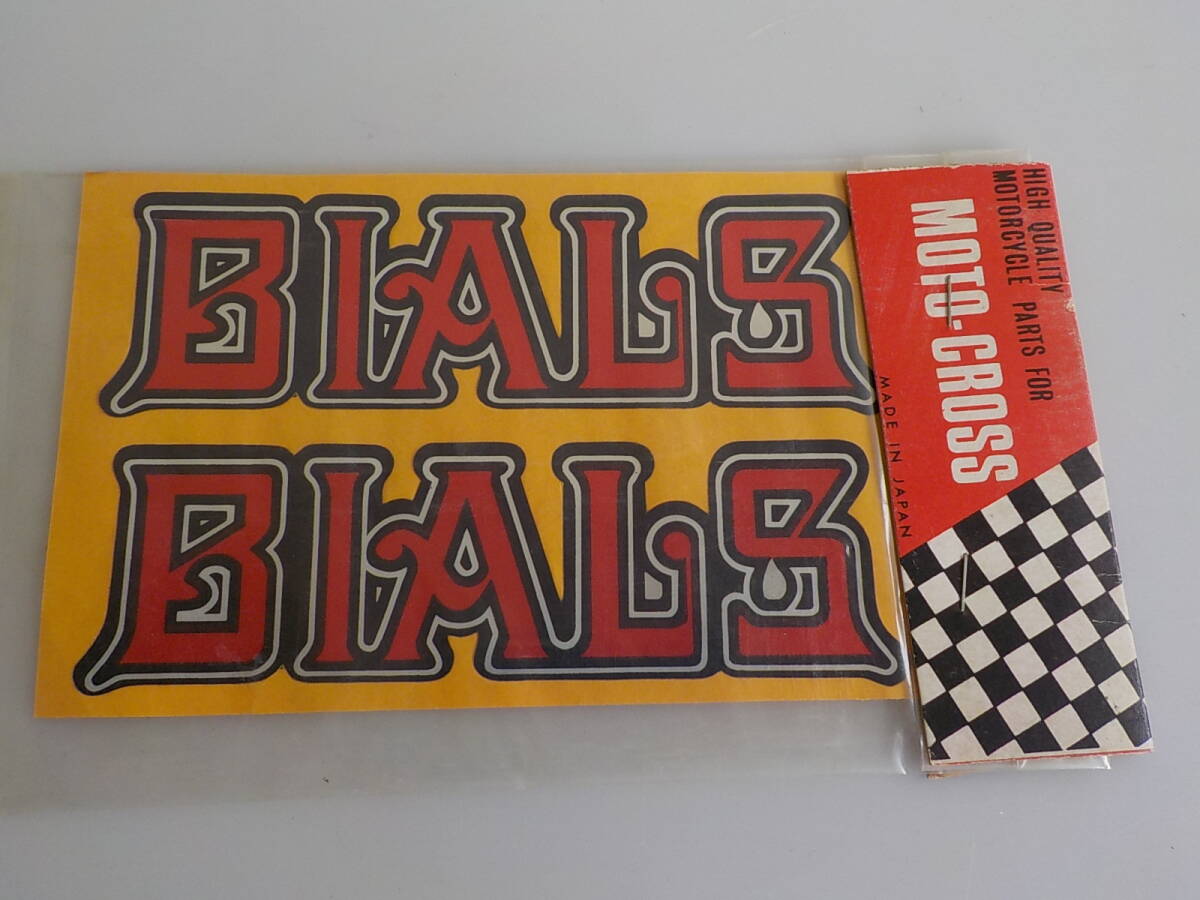 BIALS
BIALS
HIGH QUALITY
MOTORCYCLE PARTS FOR
MOTO-CROSS
MADE IN JAPAN